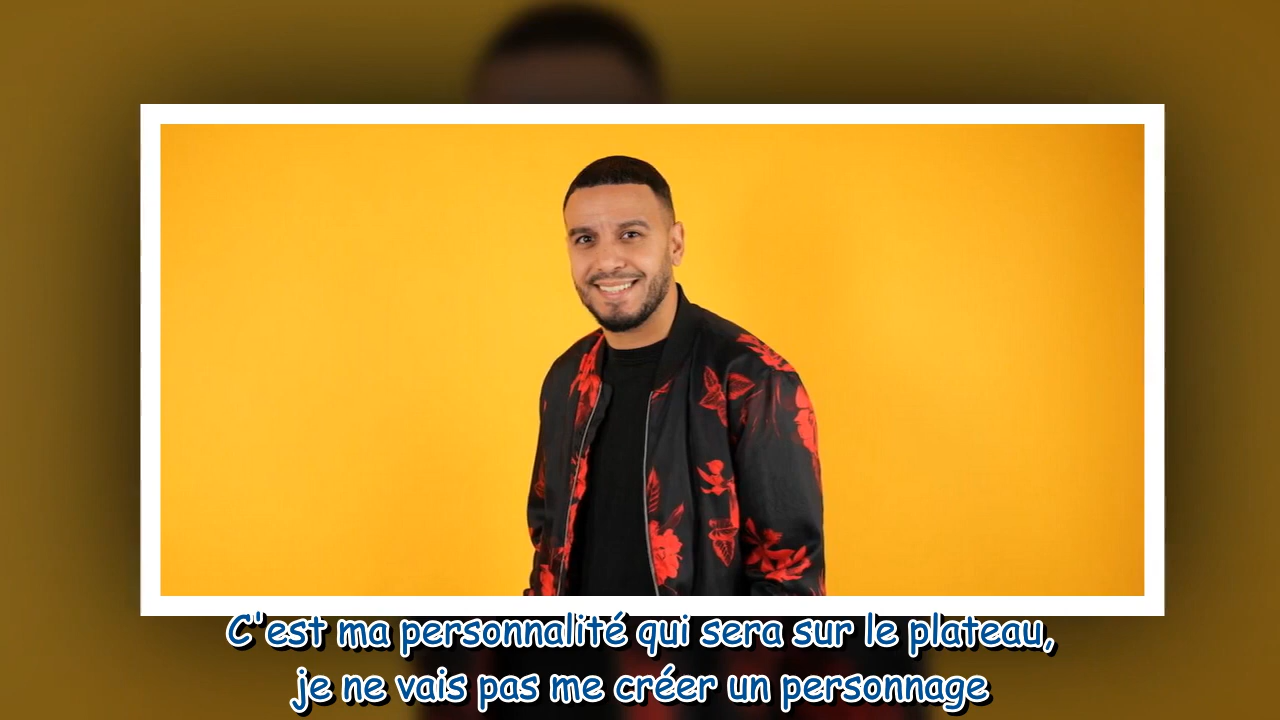 C'est ma personnalité qui sera sur le plateau,
je ne vais pas me créer un personnage